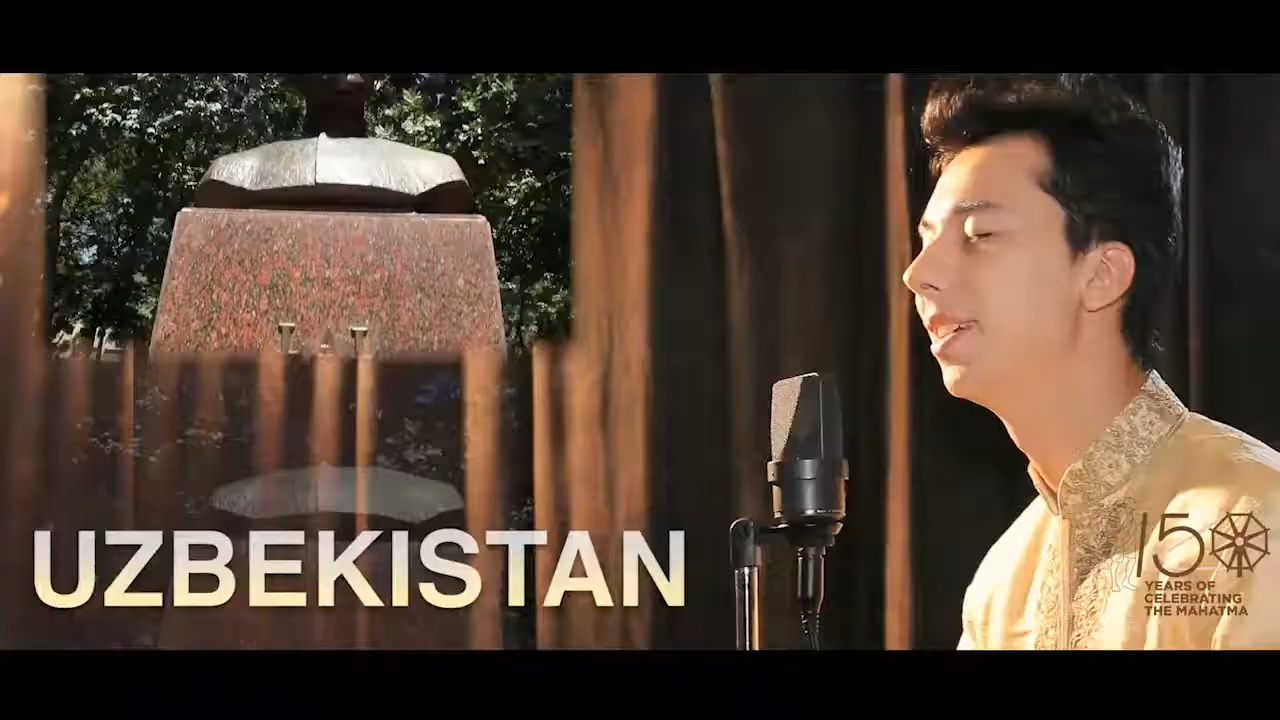 UZBEKISTAN
150
YEARS OF
CELEBRATING
THE MAHATMA